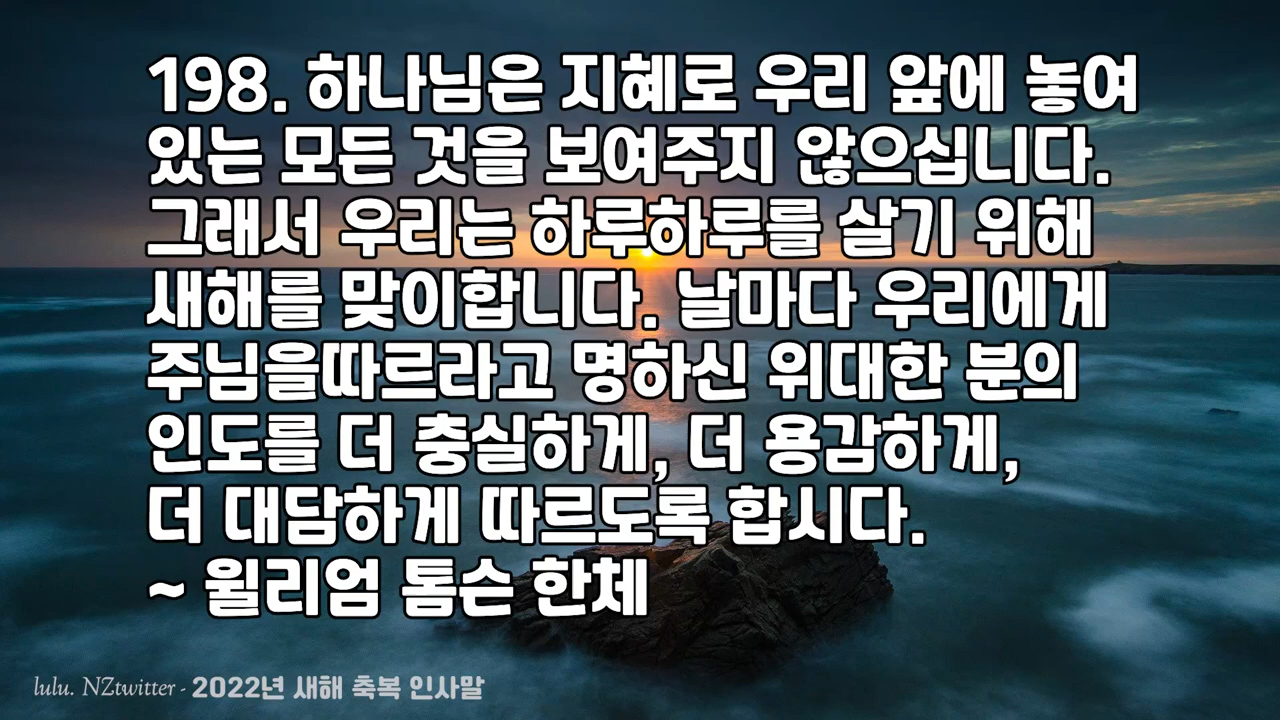 198. 하나님은 지혜로 우리 앞에 놓여
있는 모든 것을 보여주지 않으십니다.
그래서 우리는 하루하루를 살기 위해
새해를 맞이합니다. 날마다 우리에게
주님을따르라고 명하신 위대한 분의
인도를 더 충실하게, 더 용감하게,
더 대담하게 따르도록 합시다.
~ 윌리엄 톰슨 한체
lulu. NZtwitter - 2022년 새해 축복 인사말